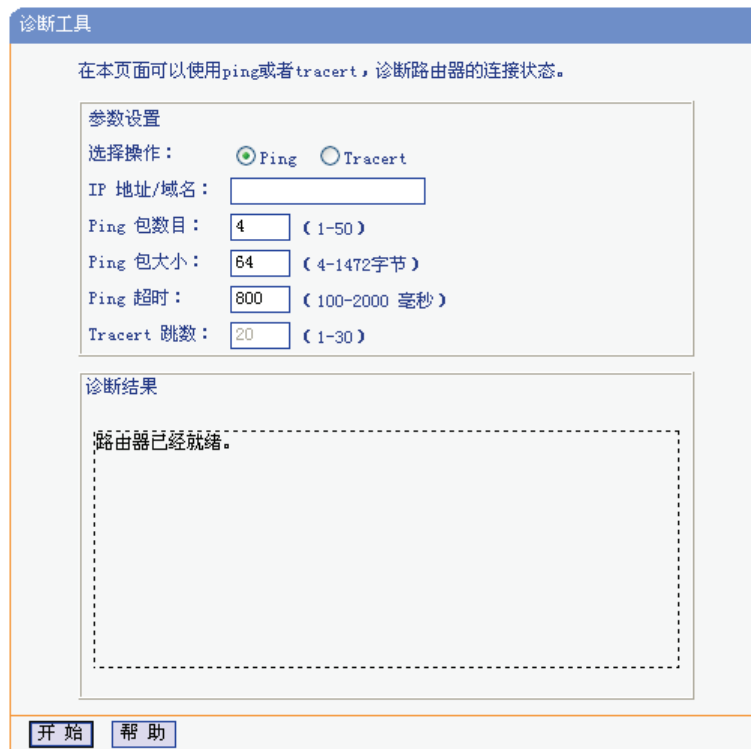 诊断工具
在本页面可以使用ping或者tracert，诊断路由器的连接状态。
参数设置
选择操作： Ping Tracert
IP 地址/域名：
Ping 包数目： 4 （1-50）
Ping 包大小： 64 （4-1472字节）
Ping 超时： 800 （100-2000 毫秒）
Tracert 跳数： 20 （1-30）
诊断结果
路由器已经就绪。
开 始 帮 助